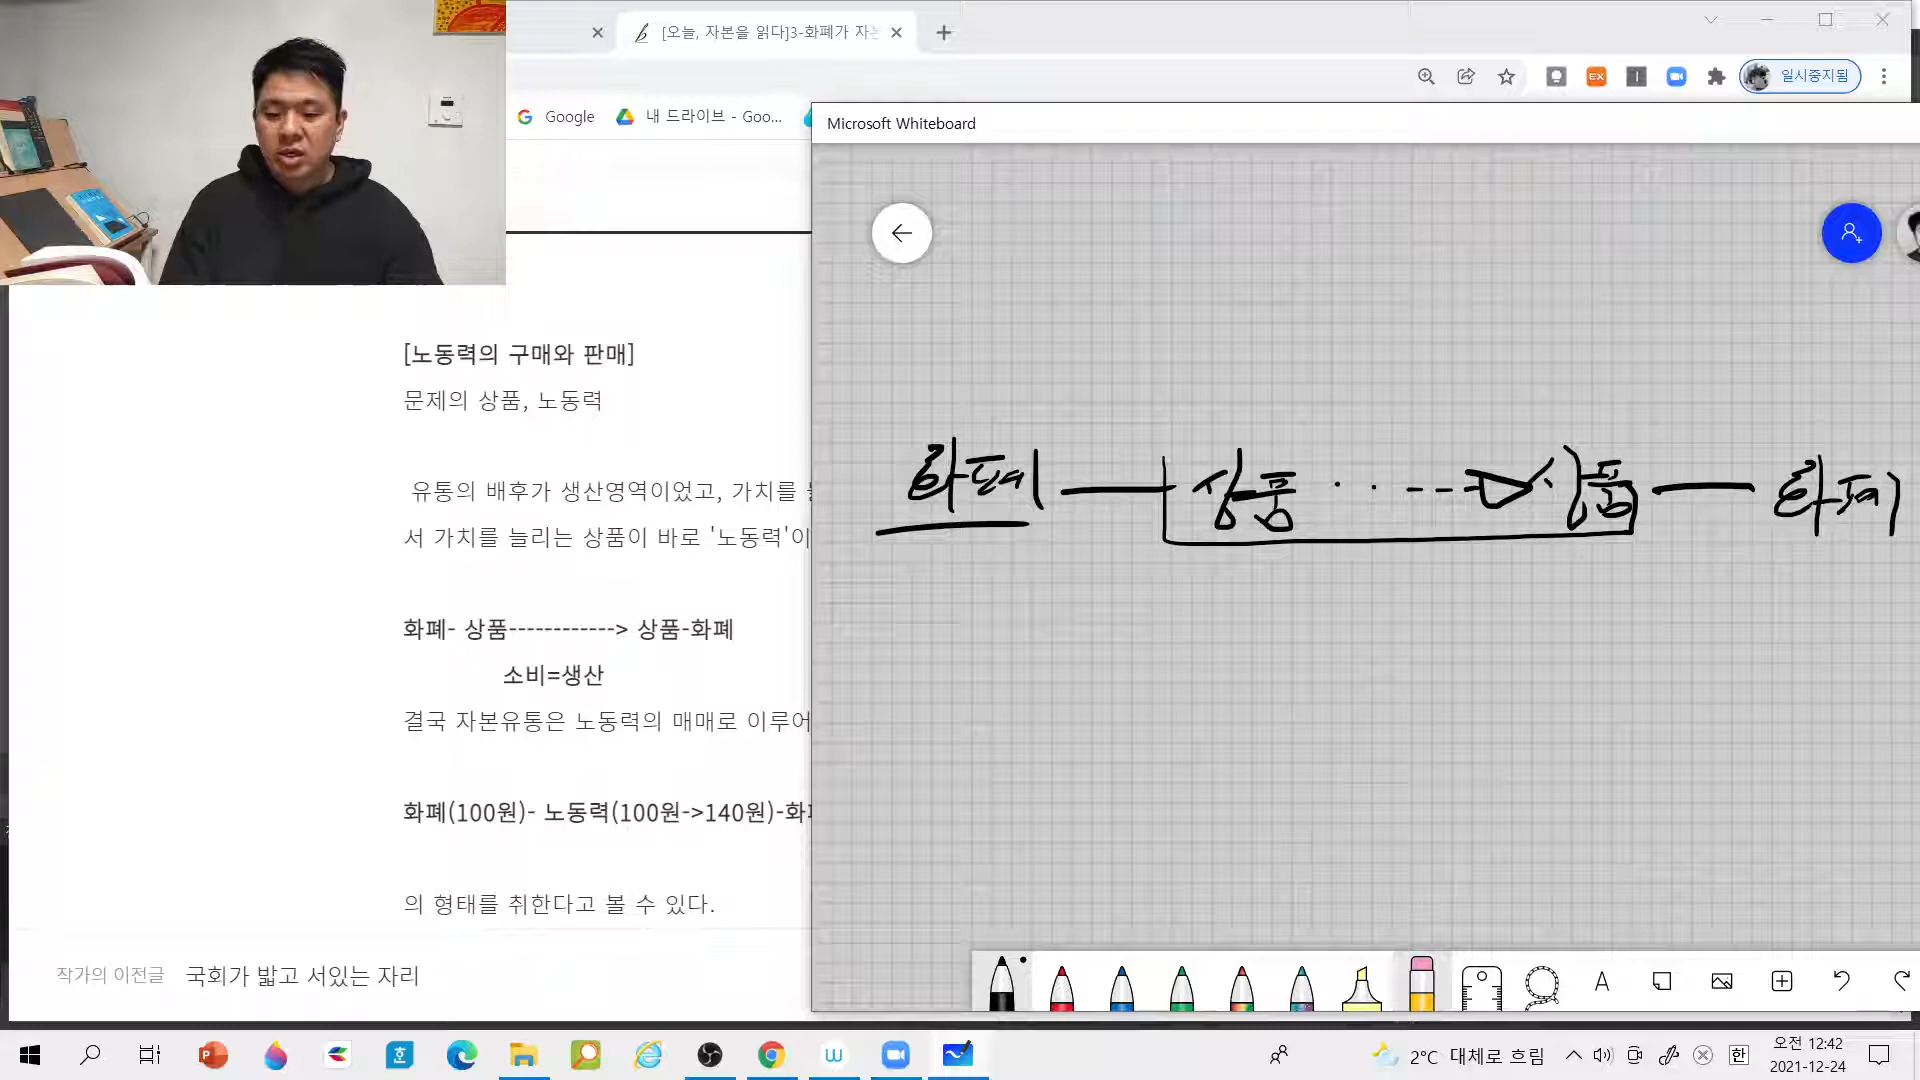 [오늘, 자본을 읽다]3-화폐가 자본
EX
일시중지됨
Google
내 드라이브 - Goo...
Microsoft Whiteboard
[노동력의 구매와 판매]
문제의 상품, 노동력
유통의 배후가 생산영역이었고, 가치를
서 가치를 늘리는 상품이 바로 '노동력'이
화폐- 상품------------> 상품-화폐
소비=생산
결국 자본유통은 노동력의 매매로 이루어
화폐(100원)- 노동력(100원->140원)-화폐
의 형태를 취한다고 볼 수 있다.
작가의 이전글 국회가 밟고 서있는 자리
화폐 상품 상품 화폐
A
2°C 대체로 흐림
한
오전 12:42
2021-12-24